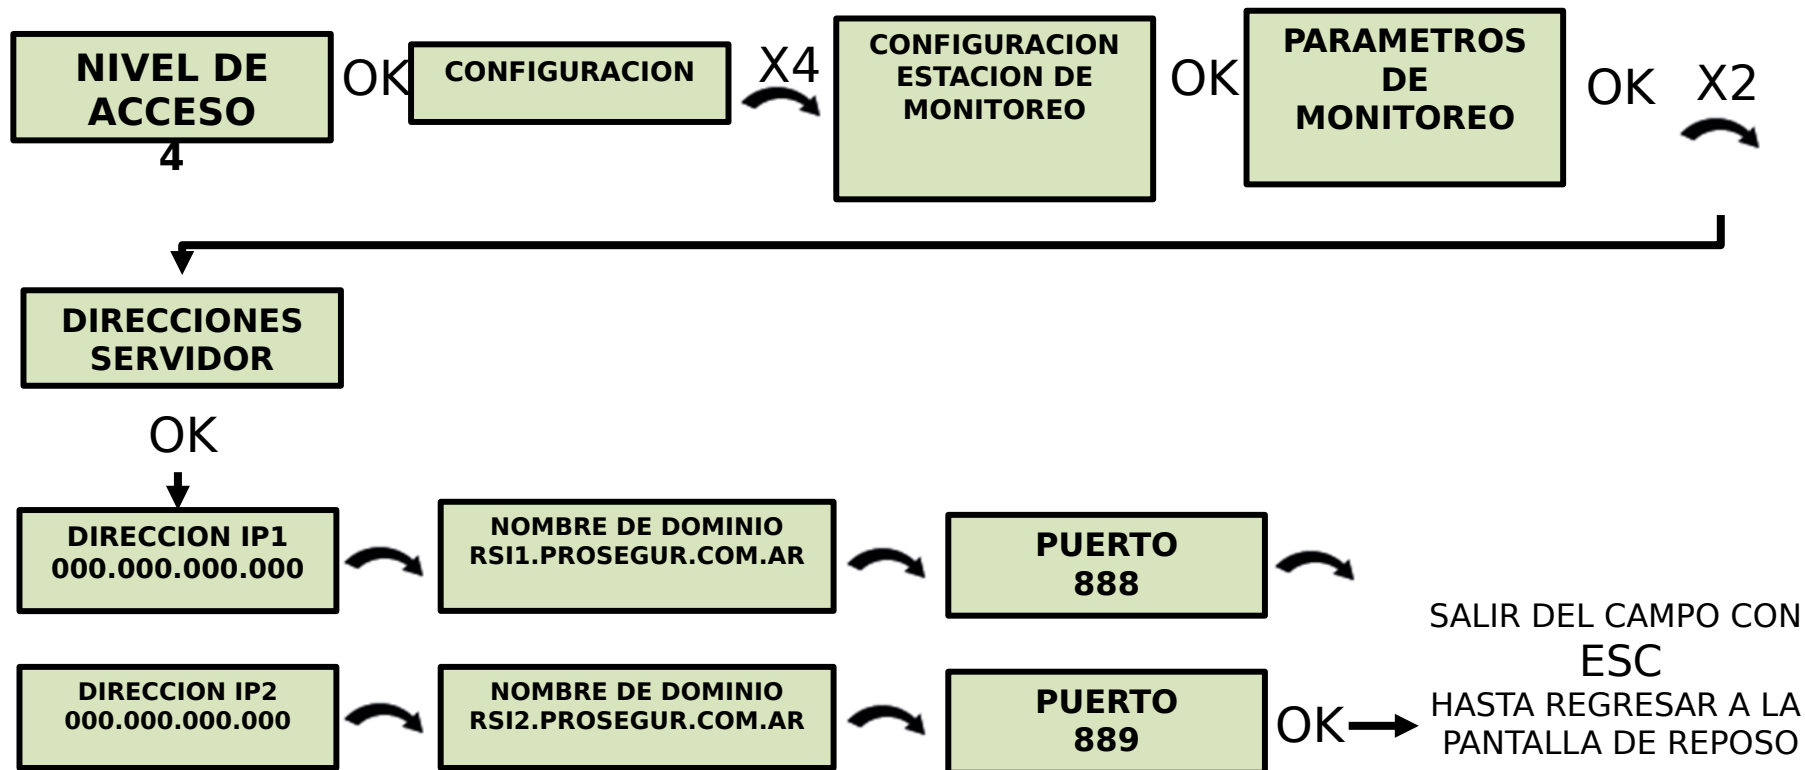 NIVEL DE
ACCESO
4
OK
CONFIGURACION
X4
CONFIGURACION
ESTACION DE
MONITOREO
OK
PARAMETROS
DE
MONITOREO
OK
X2
DIRECCIONES
SERVIDOR
OK
DIRECCION IP1
000.000.000.000
NOMBRE DE DOMINIO
RSI1.PROSEGUR.COM.AR
PUERTO
888
DIRECCION IP2
000.000.000.000
NOMBRE DE DOMINIO
RSI2.PROSEGUR.COM.AR
PUERTO
889
OK
SALIR DEL CAMPO CON
ESC
HASTA REGRESAR A LA
PANTALLA DE REPOSO